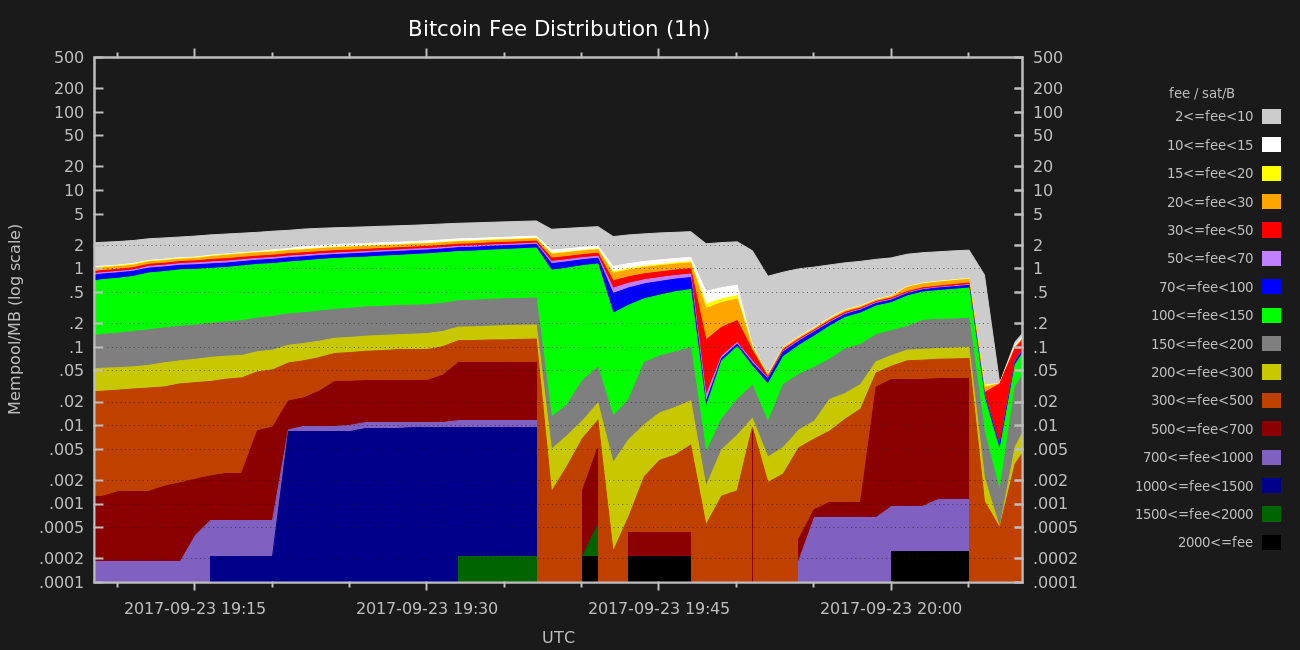 Bitcoin Fee Distribution (1h)
500 500
200 200
100 100
50 50
20 20
10 10
5 5
2 2
1 1
.5 .5
.2 .2
.1 .1
.05 .05
.02 .02
.01 .01
.005 .005
.002 .002
.001 .001
.0005 .0005
.0002 .0002
.0001 .0001
Mempool/MB (log scale)
2017-09-23 19:15 2017-09-23 19:30 2017-09-23 19:45 2017-09-23 20:00
UTC
fee / sat/B
2<=fee<10
10<=fee<15
15<=fee<20
20<=fee<30
30<=fee<50
50<=fee<70
70<=fee<100
100<=fee<150
150<=fee<200
200<=fee<300
300<=fee<500
500<=fee<700
700<=fee<1000
1000<=fee<1500
1500<=fee<2000
2000<=fee